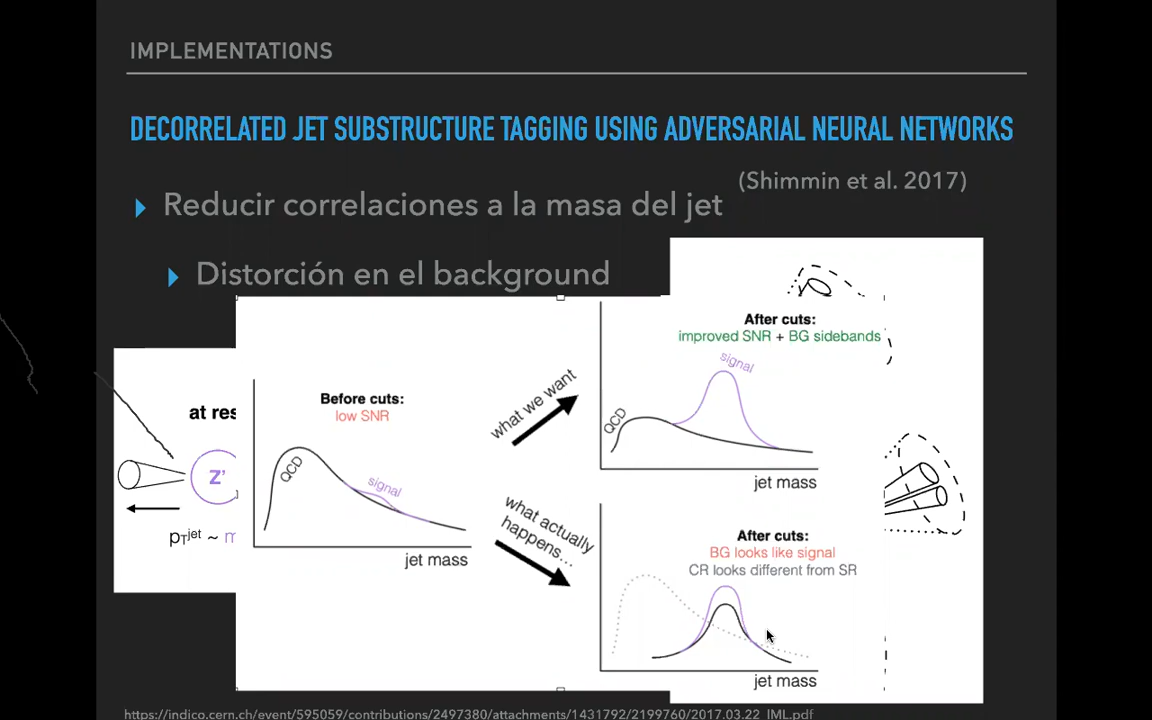 IMPLEMENTATIONS
DECORRELATED JET SUBSTRUCTURE TAGGING USING ADVERSARIAL NEURAL NETWORKS
(Shimmin et al. 2017)
Reducir correlaciones a la masa del jet
Distorción en el background
at res
Z'
pTjet ~ m
Before cuts:
low SNR
QCD
signal
jet mass
what we want
what actually
happens...
After cuts:
improved SNR + BG sidebands
signal
QCD
jet mass
After cuts:
BG looks like signal
CR looks different from SR
jet mass
https://indico.cern.ch/event/595059/contributions/2497380/attachments/1431792/2199760/2017.03.22_IML.pdf